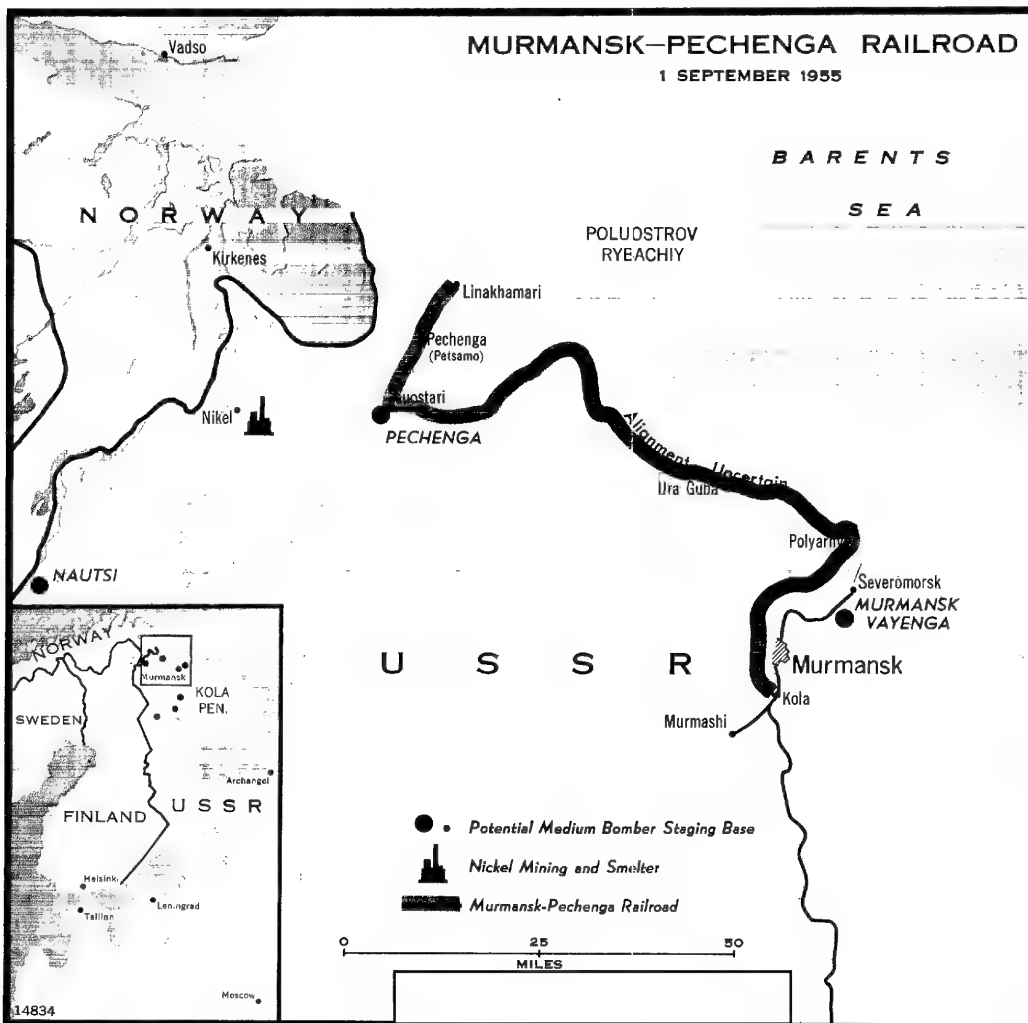 MURMANSK–PECHENGA RAILROAD
1 SEPTEMBER 1955
Vadso
BARENTS
SEA
NORWAY
POLUOSTROV
RYBACHIY
Kirkenes
Linakhamari
Pechenga
(Petsamo)
Nikel
PECHENGA
Alignment Uncertain
Ura Guba
Polyarny
NAUTSI
Severomorsk
MURMANSK
VAYENGA
USSR
Murmansk
Kola
Murmashi
NORWAY
Murmansk
KOLA
PEN.
SWEDEN
Archangel
USSR
FINLAND
Helsink.
Tallinn
Leningrad
Moscow
14834
Potential Medium Bomber Staging Base
Nickel Mining and Smelter
Murmansk-Pechenga Railroad
0 25 50
MILES